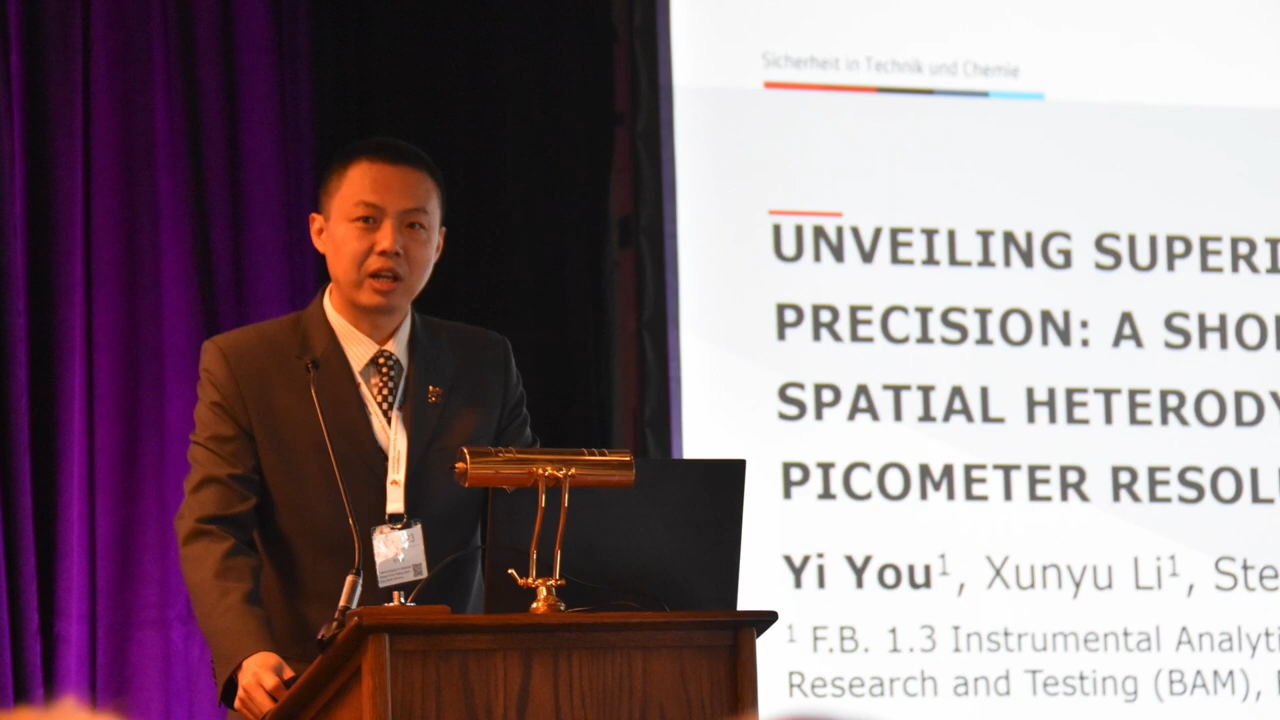 Sicherheit in Technik und Chemie
UNVEILING SUPERI
PRECISION: A SHO
SPATIAL HETEROD
PICOMETER RESOL
Yi You¹, Xunyu Li¹, Ste
¹ F.B. 1.3 Instrumental Analyti
Research and Testing (BAM),